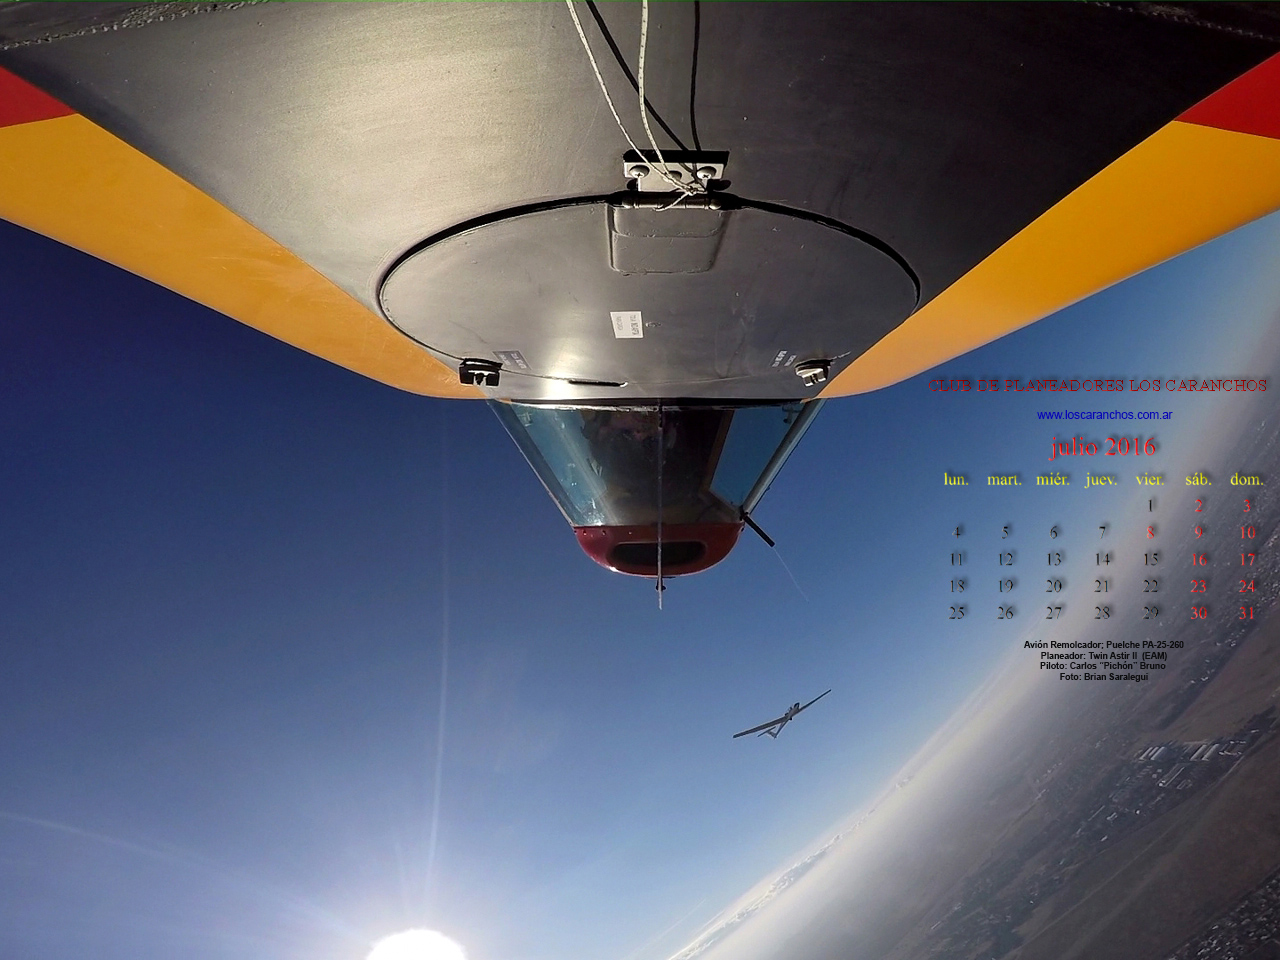 CLUB DE PLANEADORES LOS CARANCHOS
www.loscaranchos.com.ar
julio 2016
lun. mart. miér. juev. vier. sáb. dom.
1 2 3
4 5 6 7 8 9 10
11 12 13 14 15 16 17
18 19 20 21 22 23 24
25 26 27 28 29 30 31
Avión Remolcador; Puelche PA-25-260
Planeador: Twin Astir II (EAM)
Piloto: Carlos "Pichón" Bruno
Foto: Brian Saralegui